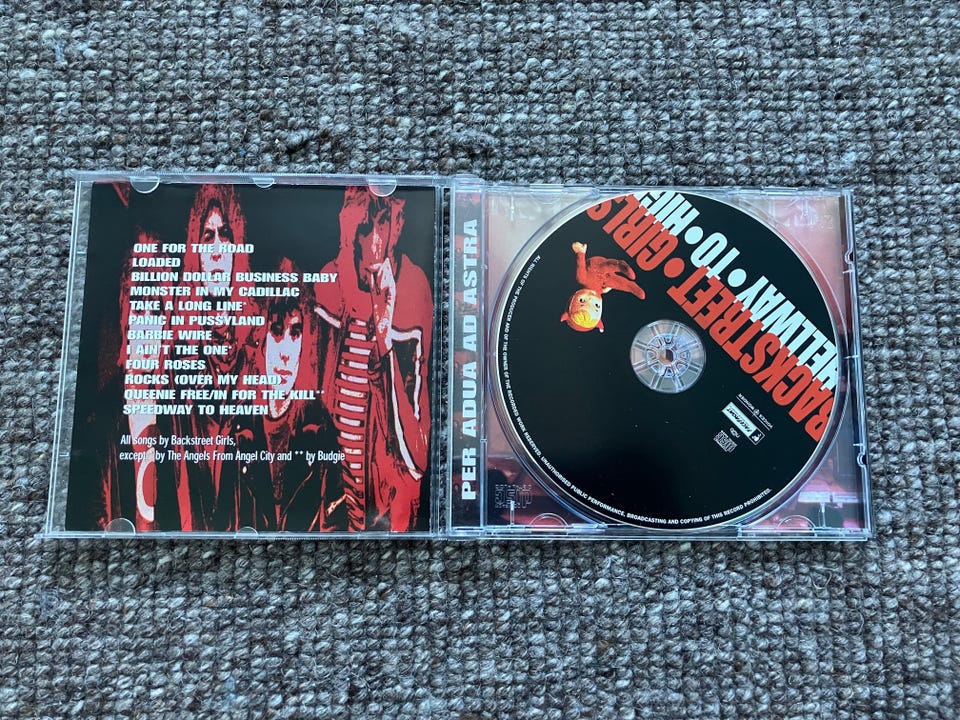 ONE FOR THE ROAD
LOADED
BILLION DOLLAR BUSINESS BABY
MONSTER IN MY CADILLAC
TAKE A LONG LINE*
PANIC IN PUSSYLAND
BARBIE WIRE
I AIN'T THE ONE*
FOUR ROSES
ROCKS (OVER MY HEAD)
QUEENIE FREE/IN FOR THE KILL**
SPEEDWAY TO HEAVEN
All songs by Backstreet Girls,
except * by The Angels From Angel City and ** by Budgie
PER ADUA AD ASTRA
BACKSTREET•GIRLS
HELLWAY•TO•HIG
ALL RIGHTS OF THE PRODUCER AND OF THE OWNER OF THE RECORDED WORK RESERVED. UNAUTHORISED PUBLIC PERFORMANCE, BROADCASTING AND COPYING OF THIS RECORD PROHIBITED.
ncb